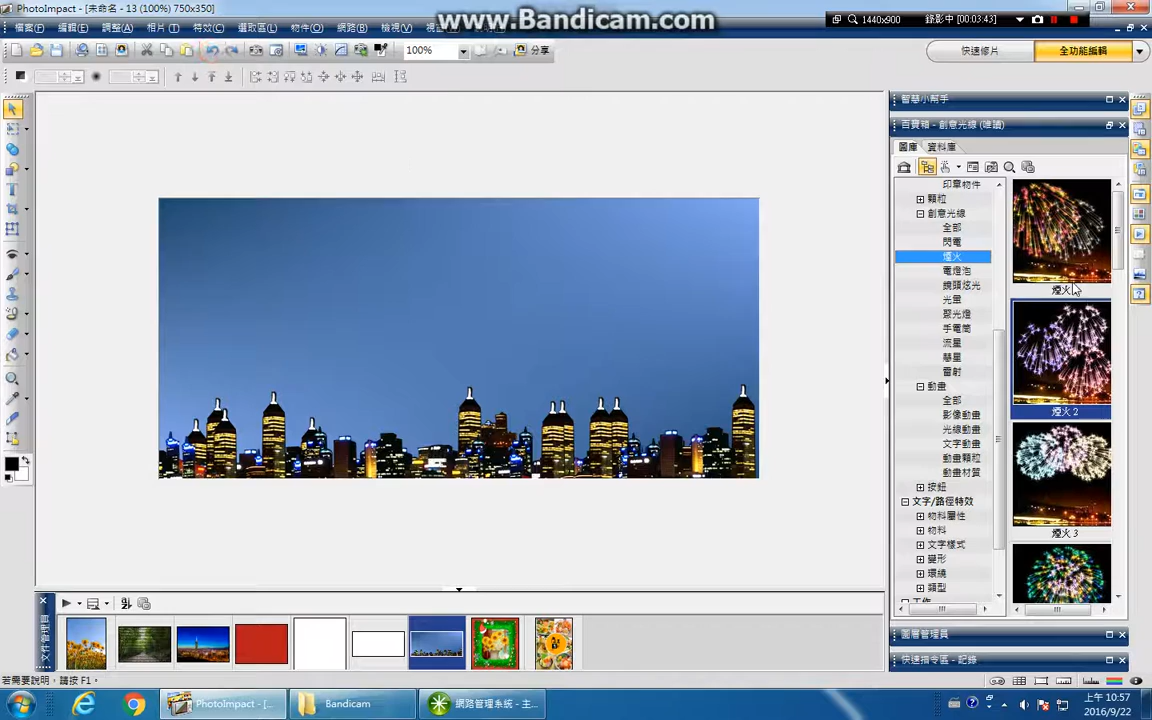 PhotoImpact - [未命名 - 13 (100%) 750x350]
www.Bandicam.com
1440x900
錄影中 [00:03:43]
檔案(F) 編輯(E) 調整(A) 相片(T) 特效(C) 選取區(L) 物件(O) 網路(B) 檢視(V)
100%
分享
快速修片
全功能編輯
智慧小幫手
百寶箱 - 創意光線 (唯讀)
圖庫 資料庫
印章物件
顆粒
創意光線
全部
閃電
煙火
電燈泡
鏡頭炫光
光暈
聚光燈
手電筒
流星
彗星
雷射
動畫
全部
影像動畫
光線動畫
文字動畫
動畫顆粒
動畫材質
按鈕
文字/路徑特效
物料屬性
物料
文字樣式
變形
環繞
類型
煙火
煙火 2
煙火 3
圖層管理員
快速指令區 - 記錄
文件管理員
若需要說明，請按 F1。
PhotoImpact - [...
Bandicam
網路管理系統 - 主...
上午 10:57
2016/9/22